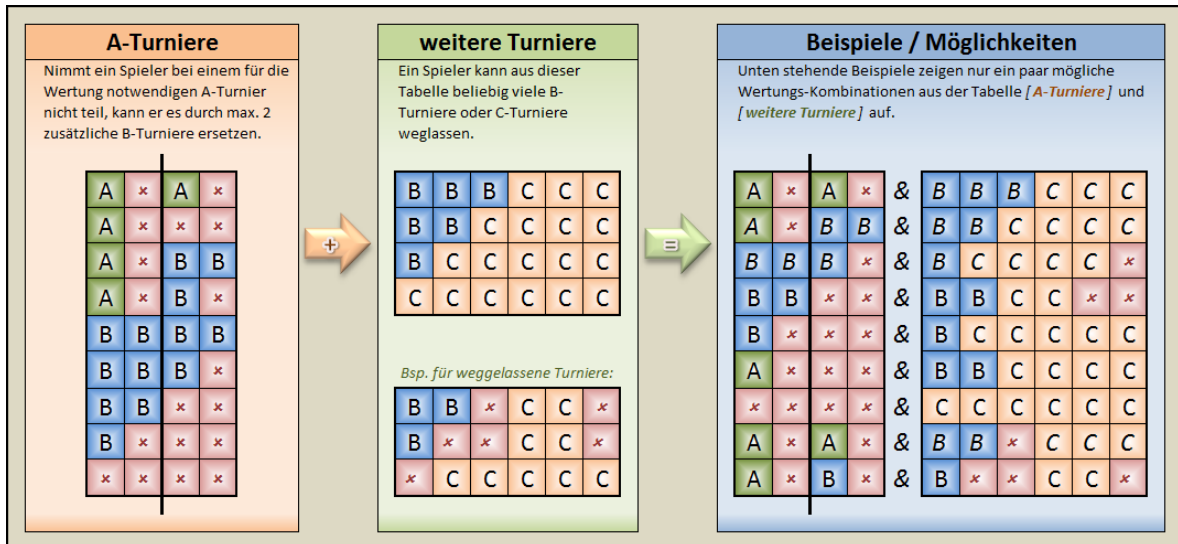 A-Turniere
Nimmt ein Spieler bei einem für die
Wertung notwendigen A-Turnier
nicht teil, kann er es durch max. 2
zusätzliche B-Turniere ersetzen.
A × A ×
A × × ×
A × B B
A × B ×
B B B B
B B B ×
B B × ×
B × × ×
× × × ×
+
weitere Turniere
Ein Spieler kann aus dieser
Tabelle beliebig viele B-
Turniere oder C-Turniere
weglassen.
B B B C C C
B B C C C C
B C C C C C
C C C C C C
Bsp. für weggelassene Turniere:
B B × C C ×
B × × C C ×
× C C C C C
=
Beispiele / Möglichkeiten
Unten stehende Beispiele zeigen nur ein paar mögliche
Wertungs-Kombinationen aus der Tabelle [ A-Turniere ] und
[ weitere Turniere ] auf.
A × A × & B B B C C C
A × B B & B B C C C C
B B B × & B C C C C ×
B B × × & B B C C × ×
B × × × & B C C C C C
A × × × & B B C C C C
× × × × & C C C C C C
A × A × & B B × C C C
A × B × & B × × C C ×